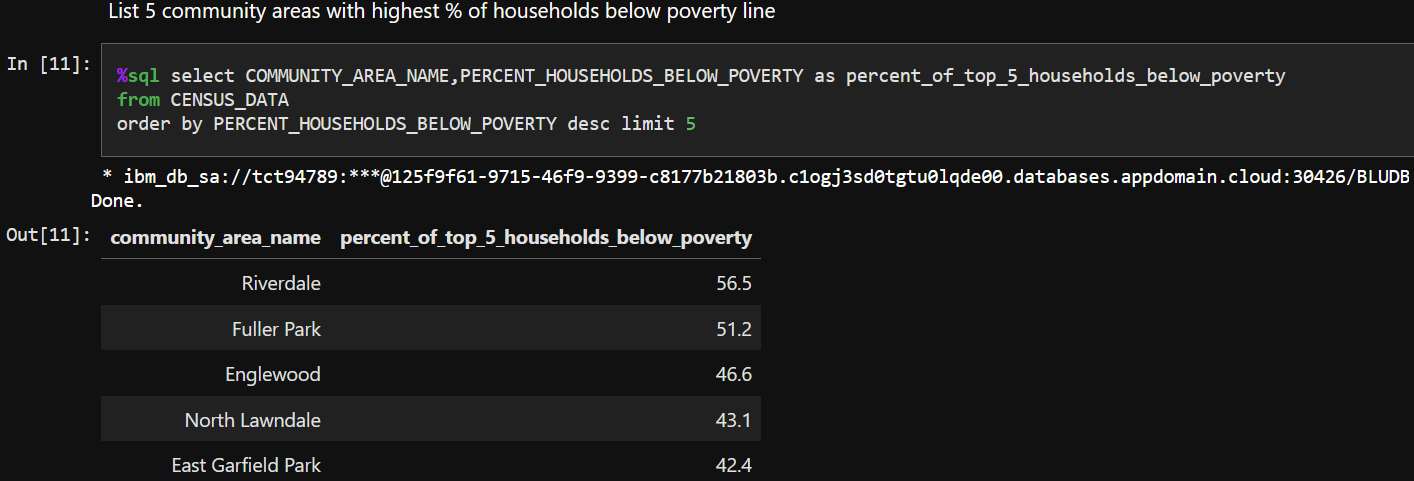 List 5 community areas with highest % of households below poverty line
In [11]:
%sql select COMMUNITY_AREA_NAME,PERCENT_HOUSEHOLDS_BELOW_POVERTY as percent_of_top_5_households_below_poverty
from CENSUS_DATA
order by PERCENT_HOUSEHOLDS_BELOW_POVERTY desc limit 5
* ibm_db_sa://tct94789:***@125f9f61-9715-46f9-9399-c8177b21803b.c1ogj3sd0tgtu0lqde00.databases.appdomain.cloud:30426/BLUDB
Done.
Out[11]:
community_area_name percent_of_top_5_households_below_poverty
Riverdale 56.5
Fuller Park 51.2
Englewood 46.6
North Lawndale 43.1
East Garfield Park 42.4